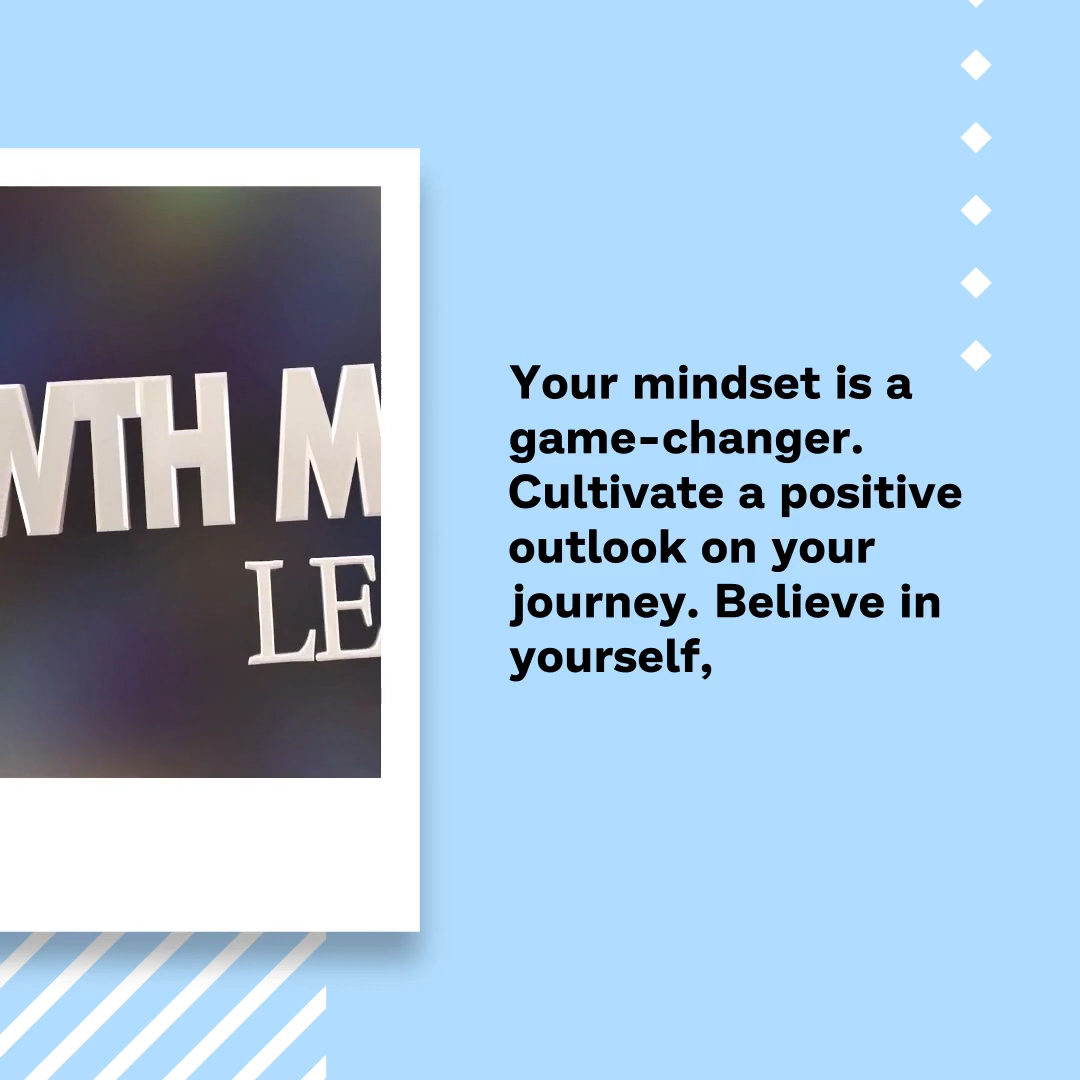 WTH M
LE
Your mindset is a
game-changer.
Cultivate a positive
outlook on your
journey. Believe in
yourself,